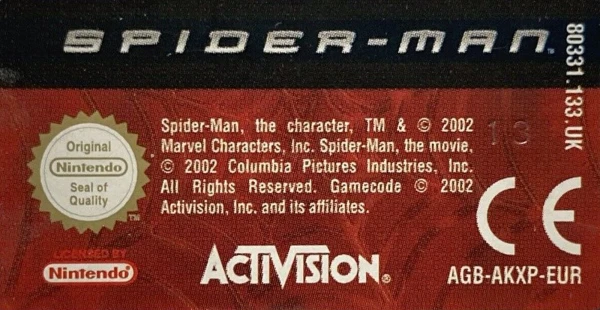 SPIDER-MAN™
80331.133.UK
Spider-Man, the character, TM & © 2002
Marvel Characters, Inc. Spider-Man, the movie,
© 2002 Columbia Pictures Industries, Inc.
All Rights Reserved. Gamecode © 2002
Activision, Inc. and its affiliates.
13
Original
Nintendo
Seal of
Quality
TM
LICENSED BY
Nintendo
ACTIVISION®
CE
AGB-AKXP-EUR